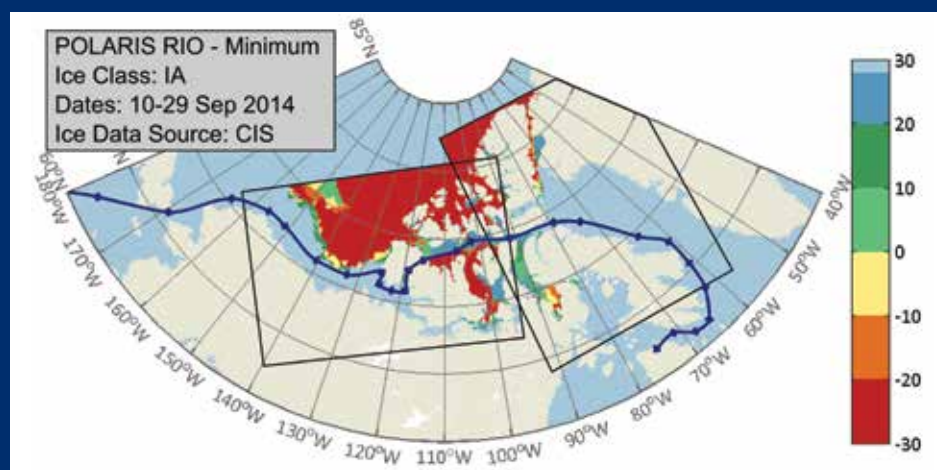 POLARIS RIO - Minimum
Ice Class: IA
Dates: 10-29 Sep 2014
Ice Data Source: CIS
85°N
60°N
180°W
170°W
160°W
150°W
140°W
130°W
120°W
110°W
100°W
90°W
80°W
70°W
60°W
50°W
40°W
30
20
10
0
-10
-20
-30